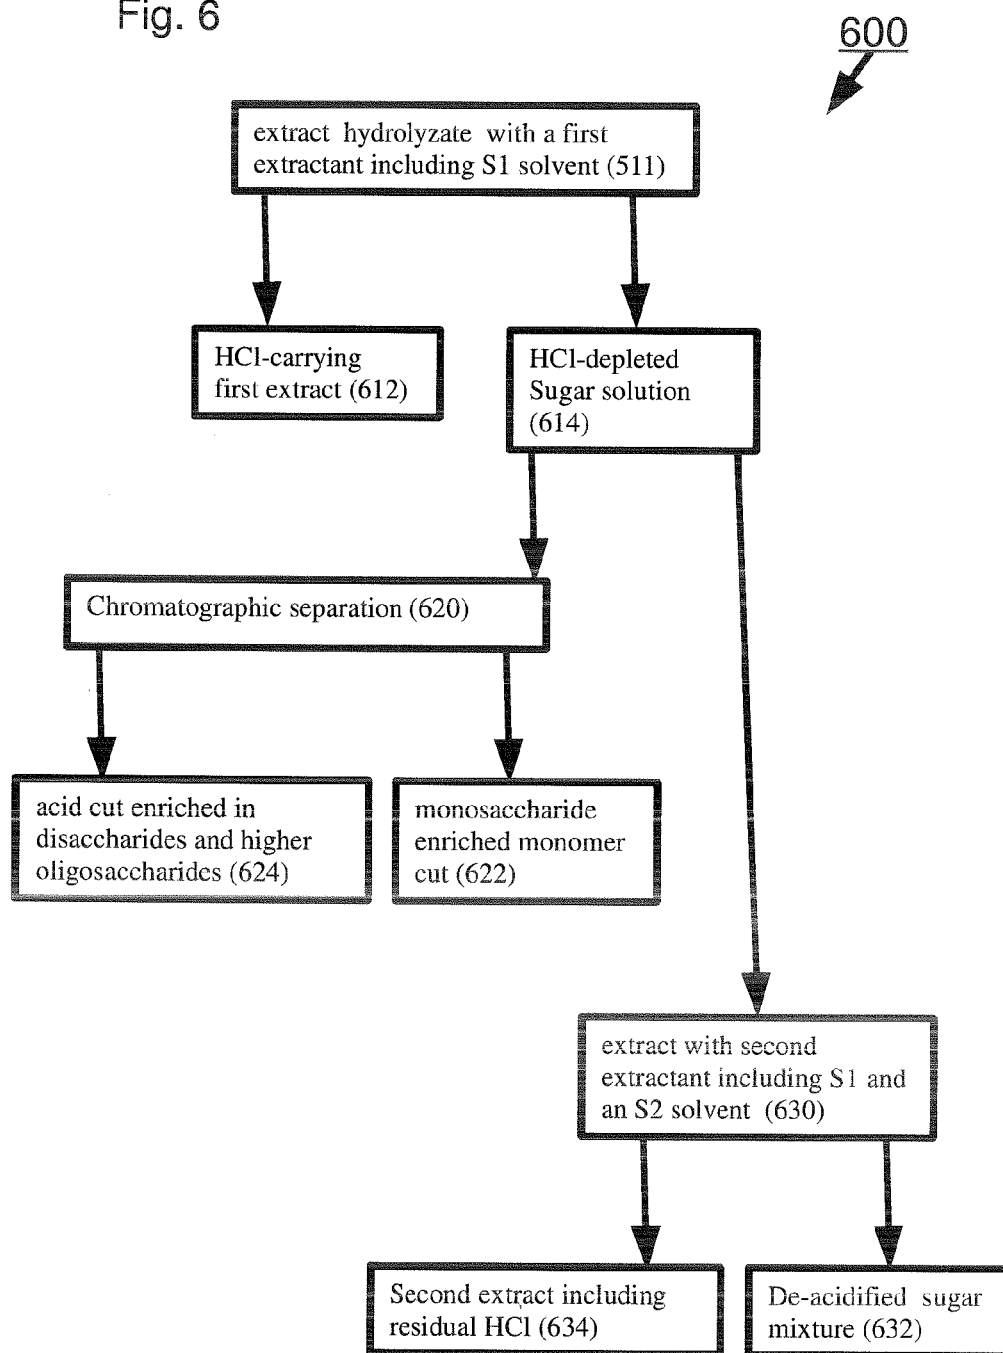 Fig. 6
600
extract hydrolyzate with a first
extractant including S1 solvent (511)
HCl-carrying
first extract (612)
HCl-depleted
Sugar solution
(614)
Chromatographic separation (620)
acid cut enriched in
disaccharides and higher
oligosaccharides (624)
monosaccharide
enriched monomer
cut (622)
extract with second
extractant including S1 and
an S2 solvent (630)
Second extract including
residual HCl (634)
De-acidified sugar
mixture (632)